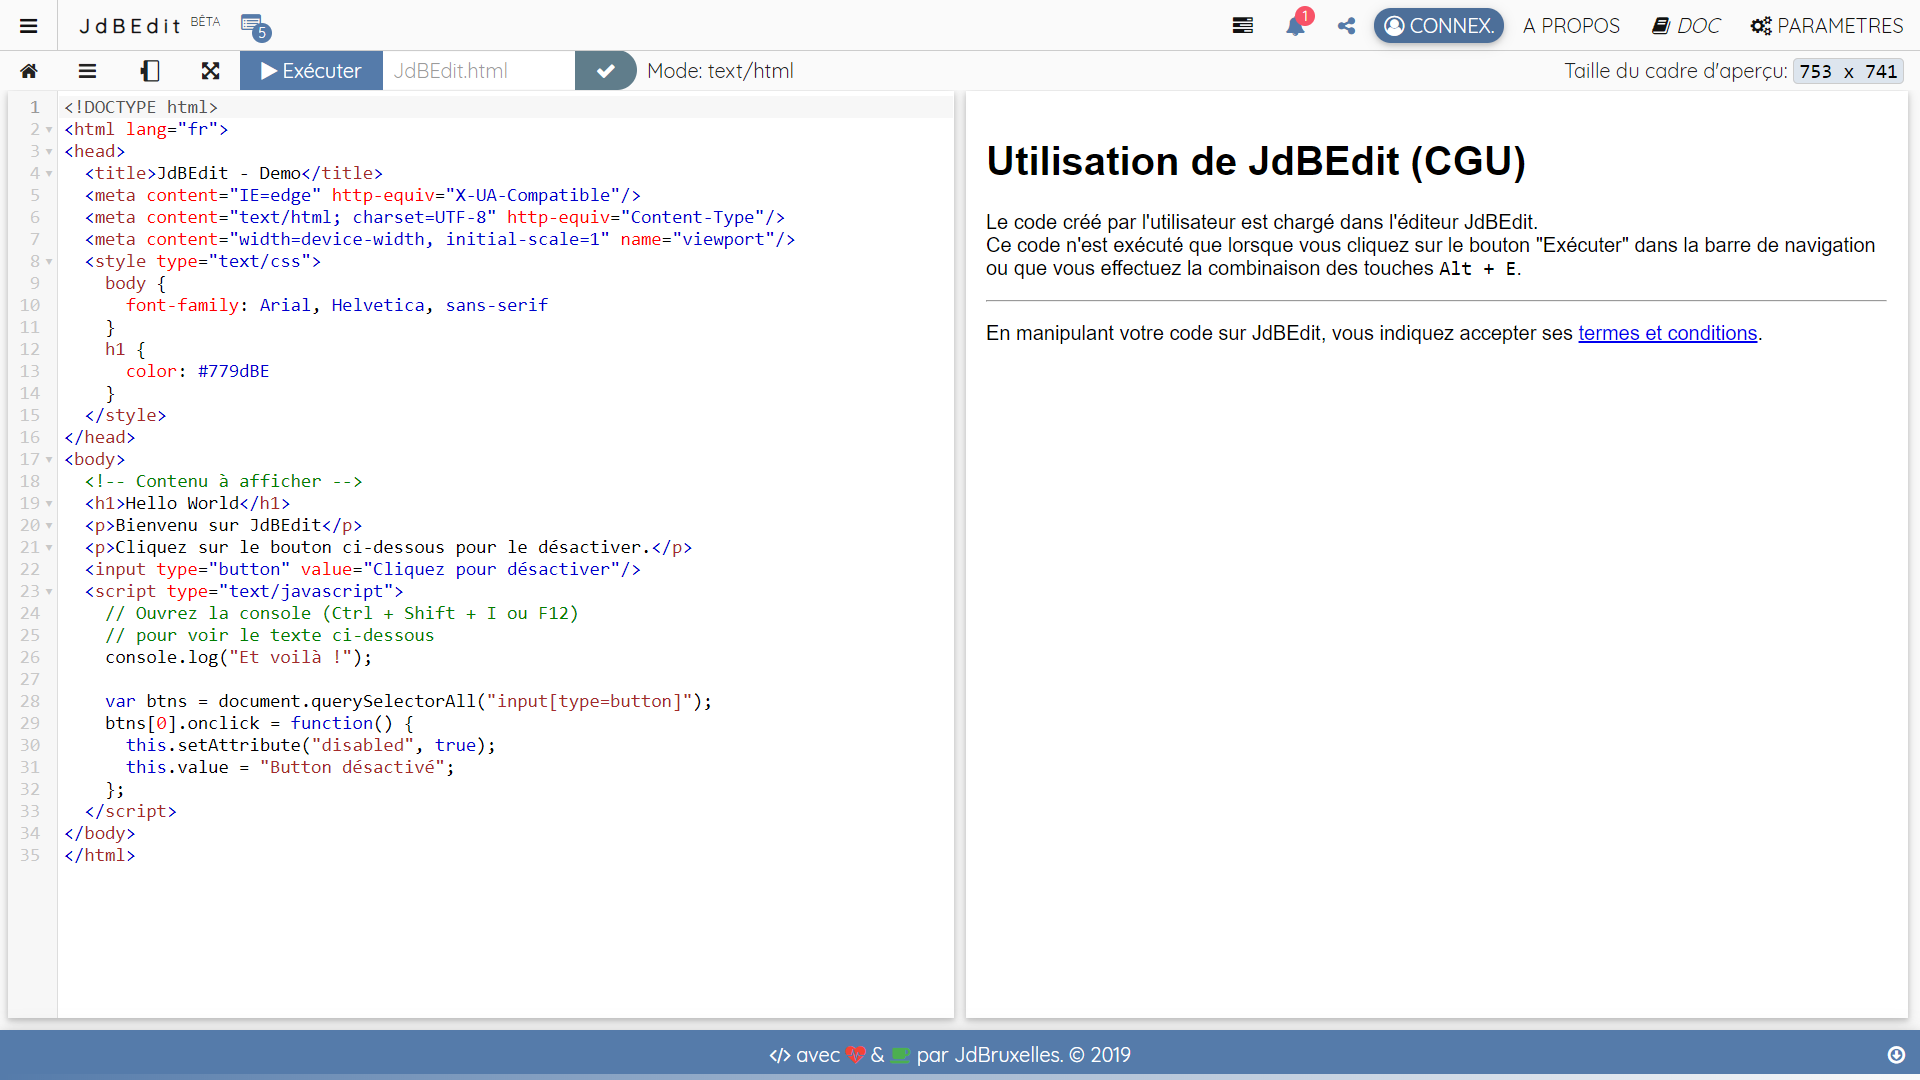 JdBEdit BÊTA 5 1 CONNEX. A PROPOS DOC PARAMETRES
Exécuter JdBEdit.html Mode: text/html Taille du cadre d'aperçu: 753 x 741
1 <!DOCTYPE html>
2 <html lang="fr">
3 <head>
4   <title>JdBEdit - Demo</title>
5   <meta content="IE=edge" http-equiv="X-UA-Compatible"/>
6   <meta content="text/html; charset=UTF-8" http-equiv="Content-Type"/>
7   <meta content="width=device-width, initial-scale=1" name="viewport"/>
8   <style type="text/css">
9     body {
10       font-family: Arial, Helvetica, sans-serif
11     }
12     h1 {
13       color: #779dBE
14     }
15   </style>
16 </head>
17 <body>
18   <!-- Contenu à afficher -->
19   <h1>Hello World</h1>
20   <p>Bienvenu sur JdBEdit</p>
21   <p>Cliquez sur le bouton ci-dessous pour le désactiver.</p>
22   <input type="button" value="Cliquez pour désactiver"/>
23   <script type="text/javascript">
24     // Ouvrez la console (Ctrl + Shift + I ou F12)
25     // pour voir le texte ci-dessous
26     console.log("Et voilà !");
27
28     var btns = document.querySelectorAll("input[type=button]");
29     btns[0].onclick = function() {
30       this.setAttribute("disabled", true);
31       this.value = "Button désactivé";
32     };
33   </script>
34 </body>
35 </html>
Utilisation de JdBEdit (CGU)
Le code créé par l'utilisateur est chargé dans l'éditeur JdBEdit.
Ce code n'est exécuté que lorsque vous cliquez sur le bouton "Exécuter" dans la barre de navigation
ou que vous effectuez la combinaison des touches Alt + E.
En manipulant votre code sur JdBEdit, vous indiquez accepter ses termes et conditions.
</> avec & par JdBruxelles. © 2019